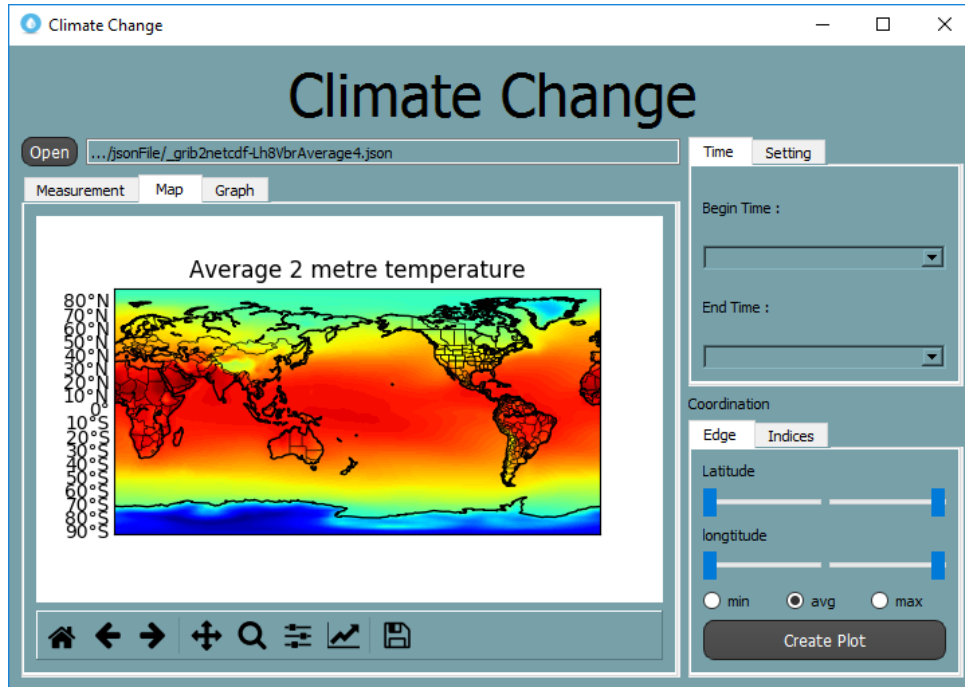 Climate Change
Climate Change
Open .../jsonFile/_grib2netcdf-Lh8VbrAverage4.json
Measurement Map Graph
Average 2 metre temperature
80°N
70°N
60°N
50°N
40°N
30°N
20°N
10°N
0°
10°S
20°S
30°S
40°S
50°S
60°S
70°S
80°S
90°S
Time Setting
Begin Time :
End Time :
Coordination
Edge Indices
Latitude
longtitude
min avg max
Create Plot